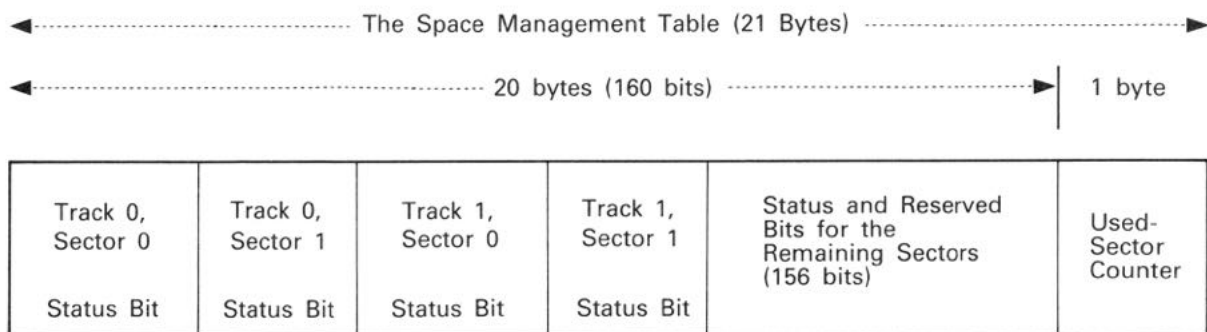 The Space Management Table (21 Bytes)
20 bytes (160 bits)
1 byte
Track 0,
Sector 0
Status Bit
Track 0,
Sector 1
Status Bit
Track 1,
Sector 0
Status Bit
Track 1,
Sector 1
Status Bit
Status and Reserved
Bits for the
Remaining Sectors
(156 bits)
Used-
Sector
Counter